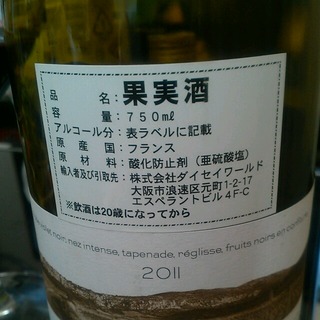 品 名：果実酒
容 量：７５０㎖
アルコール分：表ラベルに記載
原 産 国：フランス
原 材 料：酸化防止剤（亜硫酸塩）
輸入者及び引取先：株式会社ダイセイワールド
大阪市浪速区元町1-2-17
エスペラントビル４F-C
※飲酒は20歳になってから
noir: nez intense, tapenade, réglisse, fruits noirs en
2011